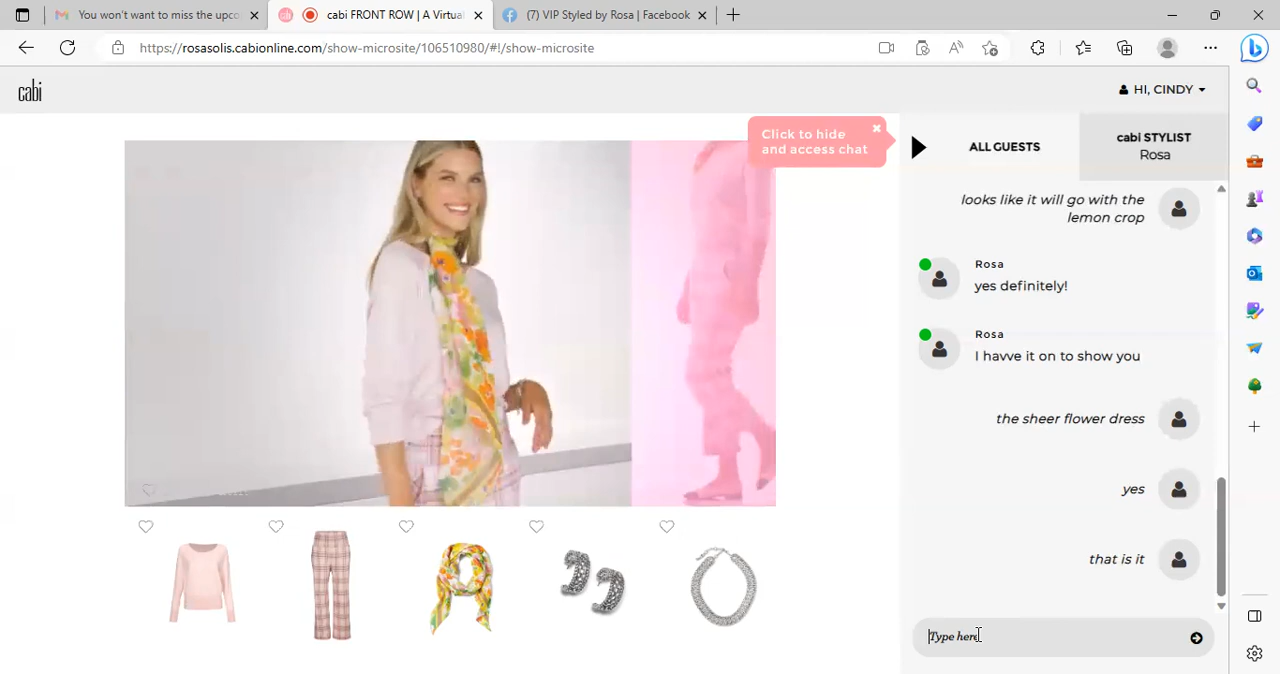 You won't want to miss the upco
cabi FRONT ROW | A Virtual
(7) VIP Styled by Rosa | Facebook
https://rosasolis.cabionline.com/show-microsite/106510980/#!/show-microsite
cabi
HI, CINDY
Click to hide
and access chat
ALL GUESTS
cabi STYLIST
Rosa
looks like it will go with the
lemon crop
Rosa
yes definitely!
Rosa
I havve it on to show you
the sheer flower dress
yes
that is it
Type here